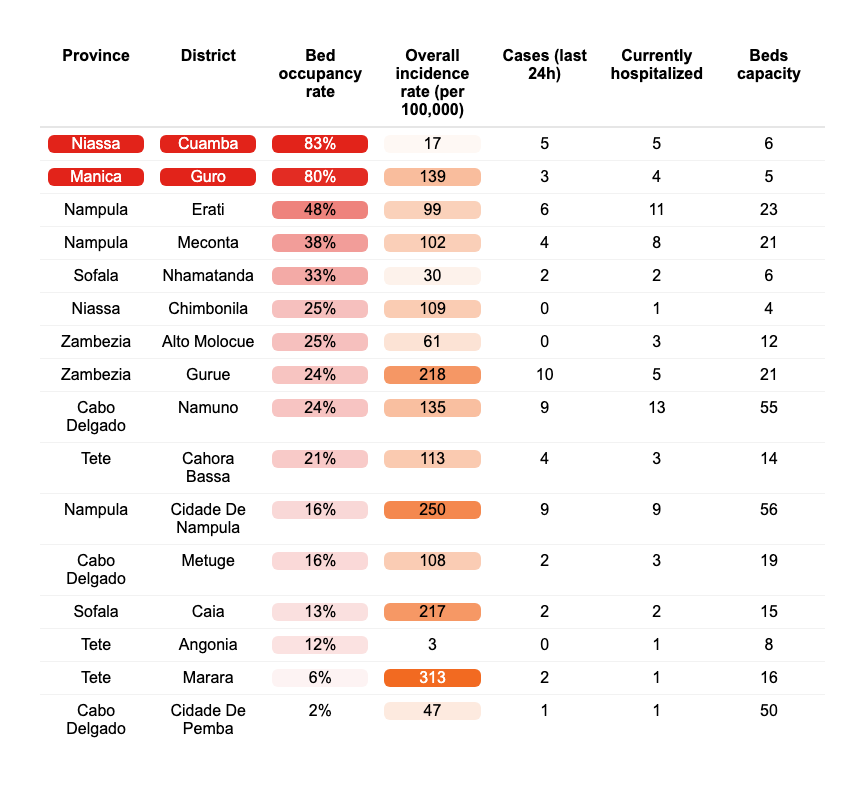 Province District Bed occupancy rate Overall incidence rate (per 100,000) Cases (last 24h) Currently hospitalized Beds capacity
Niassa Cuamba 83% 17 5 5 6
Manica Guro 80% 139 3 4 5
Nampula Erati 48% 99 6 11 23
Nampula Meconta 38% 102 4 8 21
Sofala Nhamatanda 33% 30 2 2 6
Niassa Chimbonila 25% 109 0 1 4
Zambezia Alto Molocue 25% 61 0 3 12
Zambezia Gurue 24% 218 10 5 21
Cabo Delgado Namuno 24% 135 9 13 55
Tete Cahora Bassa 21% 113 4 3 14
Nampula Cidade De Nampula 16% 250 9 9 56
Cabo Delgado Metuge 16% 108 2 3 19
Sofala Caia 13% 217 2 2 15
Tete Angonia 12% 3 0 1 8
Tete Marara 6% 313 2 1 16
Cabo Delgado Cidade De Pemba 2% 47 1 1 50